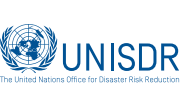 UNISDR
The United Nations Office for Disaster Risk Reduction